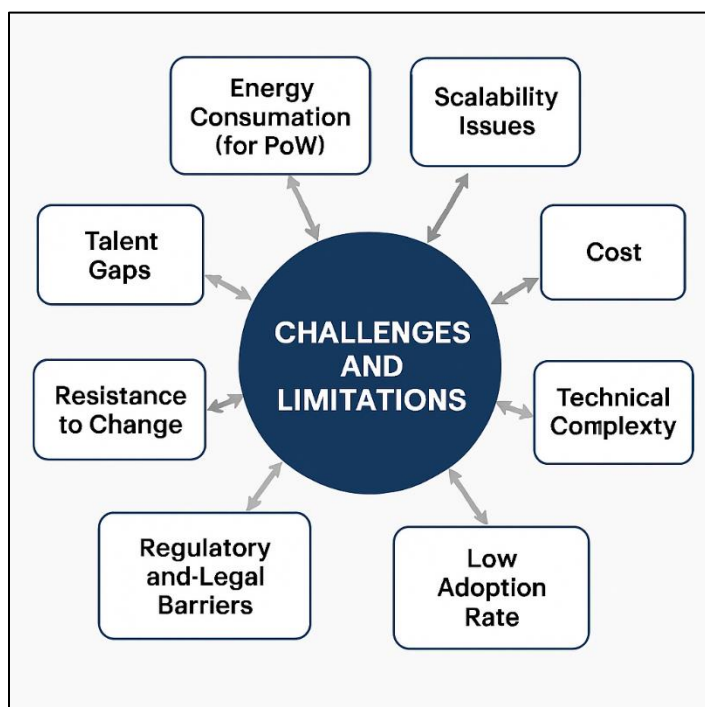 Energy
Consumation
(for PoW)
Scalability
Issues
Talent
Gaps
Cost
CHALLENGES
AND
LIMITATIONS
Resistance
to Change
Technical
Complexty
Regulatory
and-Legal
Barriers
Low
Adoption
Rate